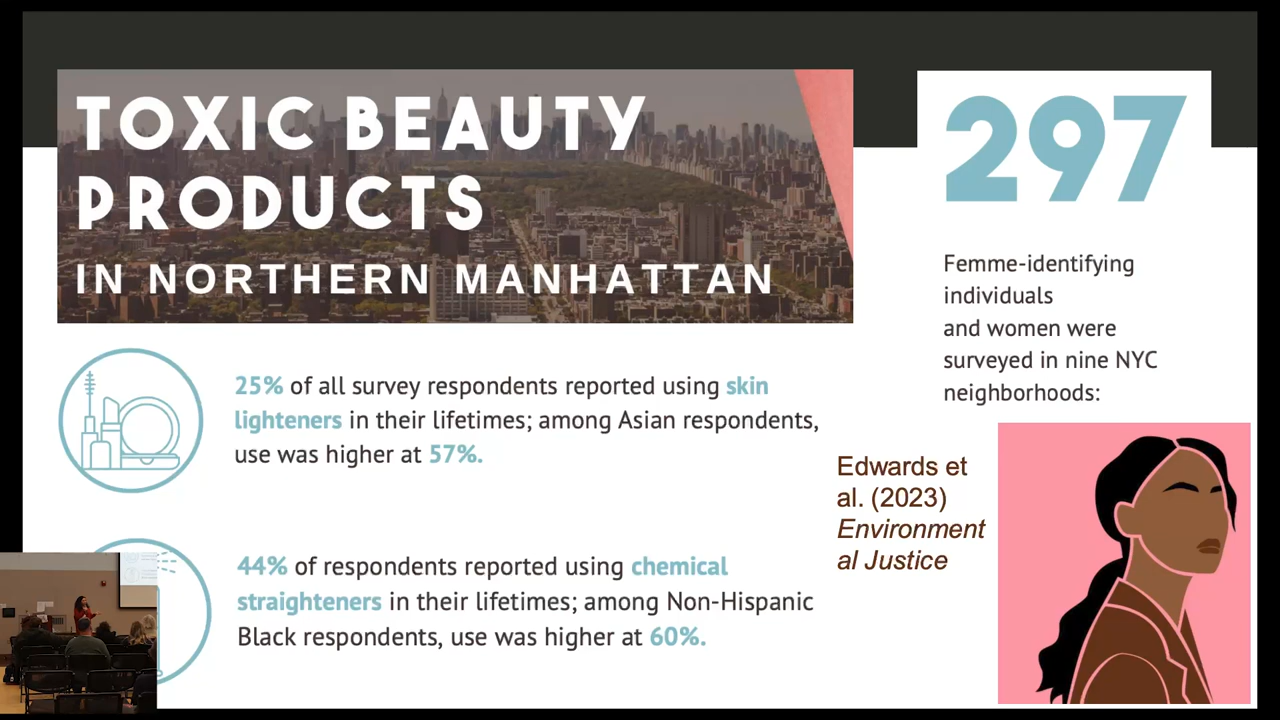 TOXIC BEAUTY
PRODUCTS
IN NORTHERN MANHATTAN
297
Femme-identifying
individuals
and women were
surveyed in nine NYC
neighborhoods:
25% of all survey respondents reported using skin
lighteners in their lifetimes; among Asian respondents,
use was higher at 57%.
Edwards et
al. (2023)
Environment
al Justice
44% of respondents reported using chemical
straighteners in their lifetimes; among Non-Hispanic
Black respondents, use was higher at 60%.